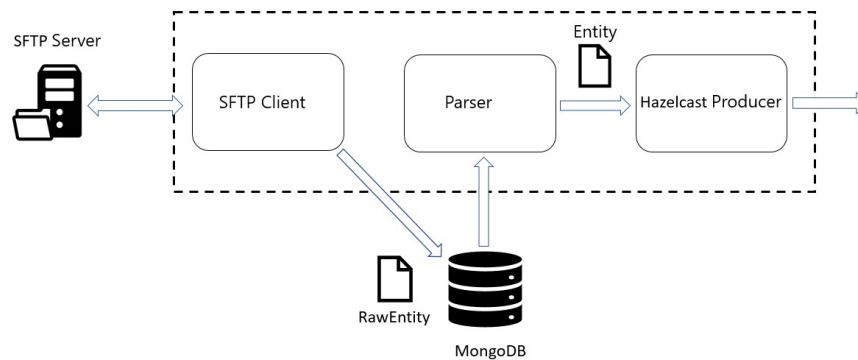 SFTP Server
Entity
SFTP Client
Parser
Hazelcast Producer
RawEntity
MongoDB